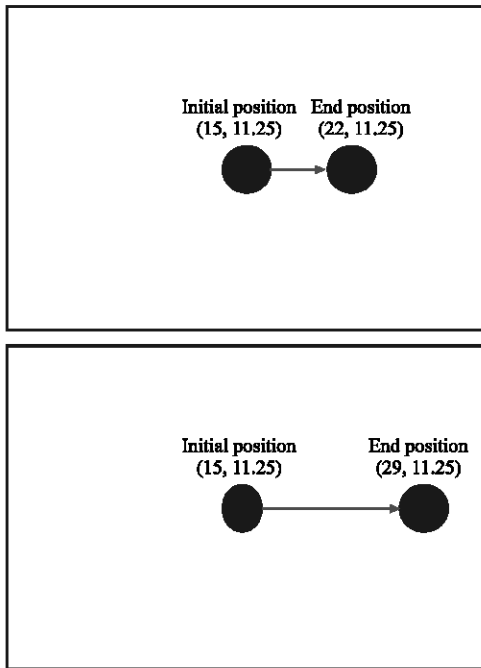 Initial position End position
(15, 11.25) (22, 11.25)
Initial position End position
(15, 11.25) (29, 11.25)